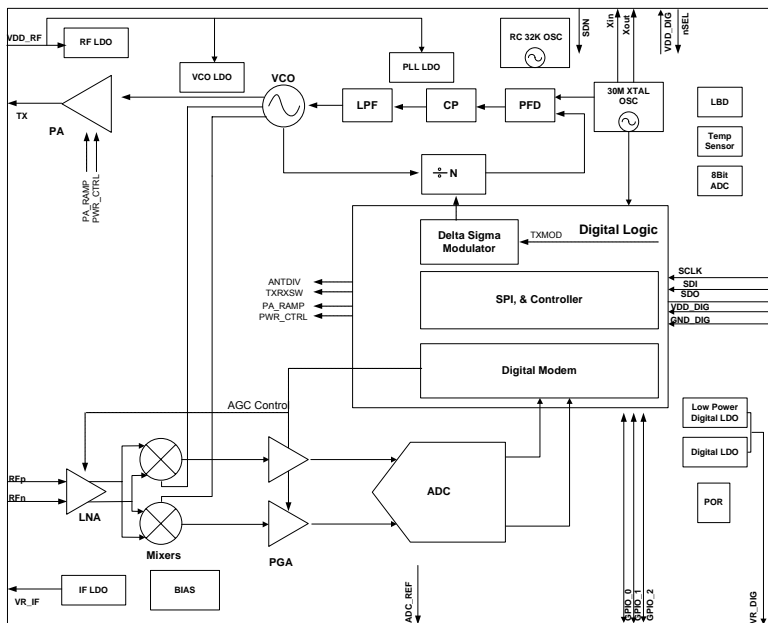 VDD_RF
RF LDO
VCO LDO
PLL LDO
RC 32K OSC
SDN
Xin
Xout
VDD_DIG
nSEL
TX
PA
PA_RAMP
PWR_CTRL
VCO
LPF
CP
PFD
30M XTAL
OSC
LBD
Temp
Sensor
8Bit
ADC
÷ N
Delta Sigma
Modulator
TXMOD
Digital Logic
ANTDIV
TXRXSW
PA_RAMP
PWR_CTRL
SPI, & Controller
SCLK
SDI
SDO
VDD_DIG
GND_DIG
Digital Modem
AGC Control
Low Power
Digital LDO
Digital LDO
RFp
RFn
LNA
Mixers
PGA
ADC
POR
VR_IF
IF LDO
BIAS
ADC_REF
GPIO_0
GPIO_1
GPIO_2
VR_DIG